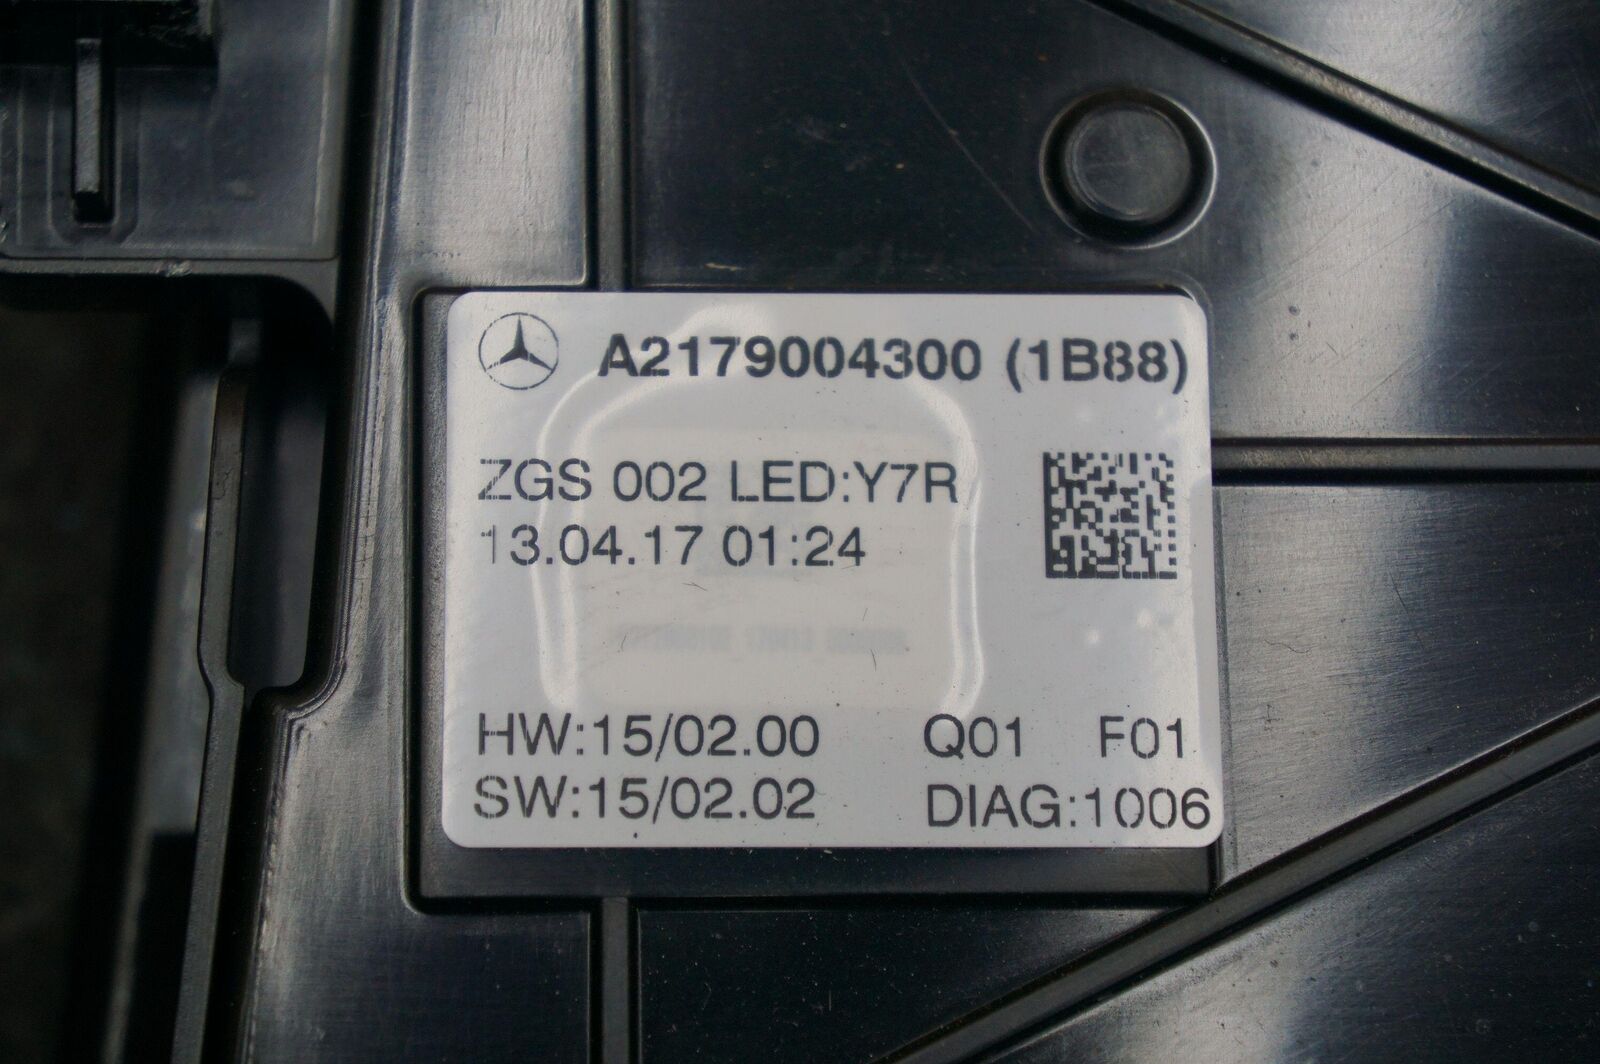 A2179004300 (1B88)
ZGS 002 LED:Y7R
13.04.17 01:24
HW:15/02.00 Q01 F01
SW:15/02.02 DIAG:1006